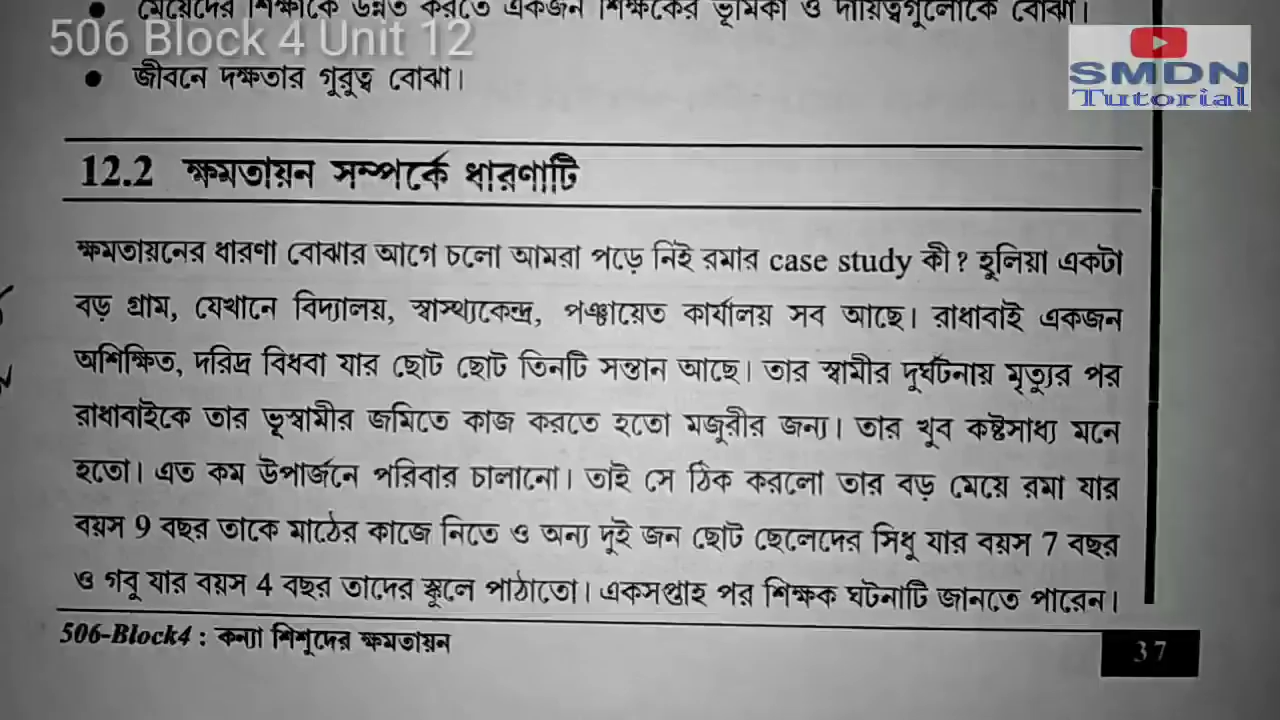 মেয়েদের শিক্ষাকে উন্নত করতে একজন শিক্ষকের ভূমিকা ও দায়িত্বগুলোকে বোঝা।
506 Block 4 Unit 12
SMDN
Tutorial
• জীবনে দক্ষতার গুরুত্ব বোঝা।
12.2 ক্ষমতায়ন সম্পর্কে ধারণাটি
ক্ষমতায়নের ধারণা বোঝার আগে চলো আমরা পড়ে নিই রমার case study কী? হুলিয়া একটা
বড় গ্রাম, যেখানে বিদ্যালয়, স্বাস্থ্যকেন্দ্র, পঞ্চায়েত কার্যালয় সব আছে। রাধাবাই একজন
অশিক্ষিত, দরিদ্র বিধবা যার ছোট ছোট তিনটি সন্তান আছে। তার স্বামীর দুর্ঘটনায় মৃত্যুর পর
রাধাবাইকে তার ভূস্বামীর জমিতে কাজ করতে হতো মজুরীর জন্য। তার খুব কষ্টসাধ্য মনে
হতো। এত কম উপার্জনে পরিবার চালানো। তাই সে ঠিক করলো তার বড় মেয়ে রমা যার
বয়স 9 বছর তাকে মাঠের কাজে নিতে ও অন্য দুই জন ছোট ছেলেদের সিধু যার বয়স 7 বছর
ও গবু যার বয়স 4 বছর তাদের স্কুলে পাঠাতো। একসপ্তাহ পর শিক্ষক ঘটনাটি জানতে পারেন।
506-Block4 : কন্যা শিশুদের ক্ষমতায়ন
37